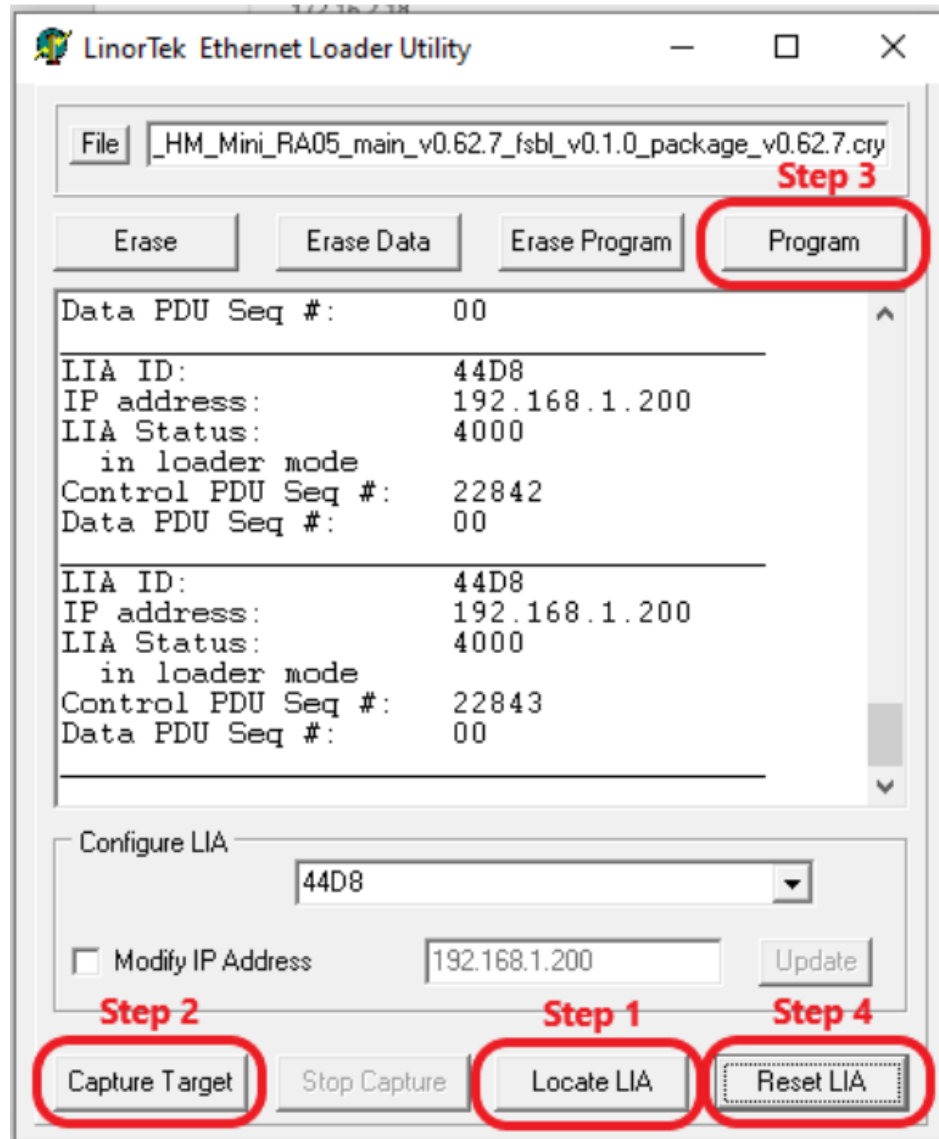 172.16.2.18
LinorTek Ethernet Loader Utility
File _HM_Mini_RA05_main_v0.62.7_fsbl_v0.1.0_package_v0.62.7.cry
Step 3
Erase Erase Data Erase Program Program
Data PDU Seq #: 00
LIA ID: 44D8
IP address: 192.168.1.200
LIA Status: 4000
in loader mode
Control PDU Seq #: 22842
Data PDU Seq #: 00
LIA ID: 44D8
IP address: 192.168.1.200
LIA Status: 4000
in loader mode
Control PDU Seq #: 22843
Data PDU Seq #: 00
Configure LIA
44D8
Modify IP Address 192.168.1.200 Update
Step 2 Step 1 Step 4
Capture Target Stop Capture Locate LIA Reset LIA